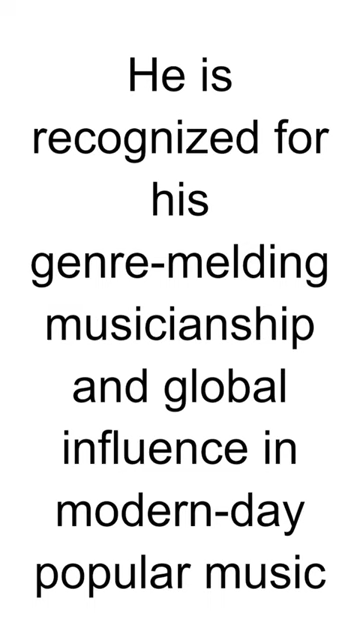 He is
recognized for
his
genre-melding
musicianship
and global
influence in
modern-day
popular music